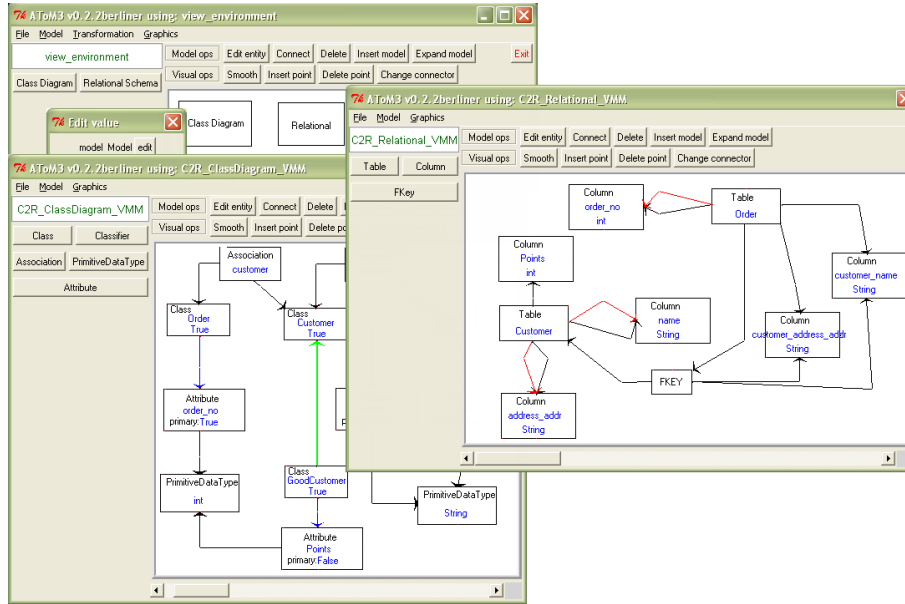 AToM3 v0.2.2berliner using: view_environment
File Model Transformation Graphics
view_environment
Model ops Edit entity Connect Delete Insert model Expand model Exit
Visual ops Smooth Insert point Delete point Change connector
Class Diagram Relational Schema
Class Diagram
Relational
Edit value
model Model edit
AToM3 v0.2.2berliner using: C2R_ClassDiagram_VMM
File Model Graphics
C2R_ClassDiagram_VMM
Model ops Edit entity Connect Delete
Visual ops Smooth Insert point Delete po
Class Classifier
Association PrimitiveDataType
Attribute
Association
customer
Class
Order
True
Class
Customer
True
Attribute
order_no
primary:True
PrimitiveDataType
int
Class
GoodCustomer
True
Attribute
Points
primary:False
PrimitiveDataType
String
AToM3 v0.2.2berliner using: C2R_Relational_VMM
File Model Graphics
C2R_Relational_VMM
Model ops Edit entity Connect Delete Insert model Expand model
Visual ops Smooth Insert point Delete point Change connector
Table Column
FKey
Column
order_no
int
Table
Order
Column
Points
int
Column
customer_name
String
Table
Customer
Column
name
String
Column
customer_address_addr
String
FKEY
Column
address_addr
String